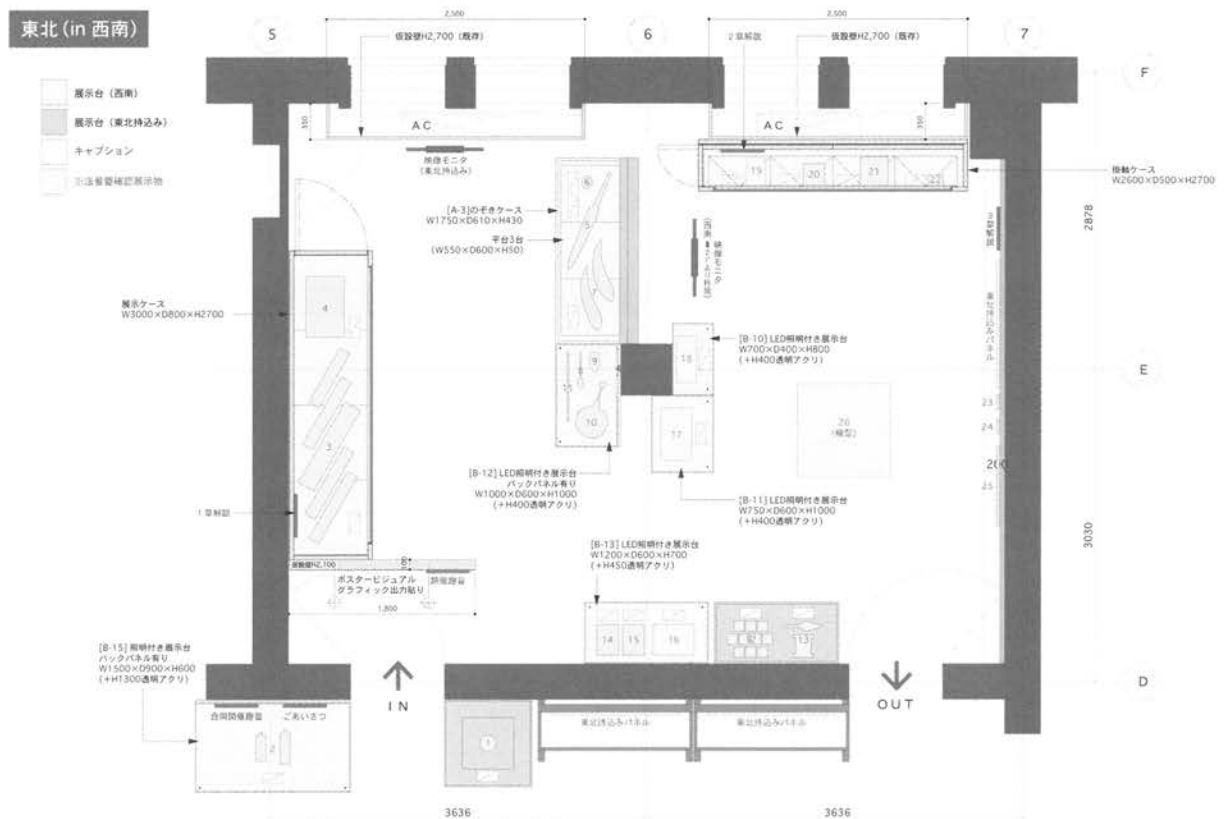 東北(in 西南)
展示台（西南）
展示台（東北持込み）
キャプション
5
6
7
F
E
D
2,500
2,500
仮設壁H2,700（既存）
2章解説
仮設壁H2,700（既存）
350
350
AC
AC
映像モニタ
(東北持込み)
19
20
21
22
掛軸ケース
W2600×D500×H2700
2878
[A-3]のぞきケース
W1750×D610×H430
平台3台
(W550×D600×H50)
6
5
7
映像モニタ
3章解説
東北持込みパネル
展示ケース
W3000×D800×H2700
4
3
[B-10] LED照明付き展示台
W700×D400×H800
(+H400透明アクリ)
18
9
8
10
17
26
(模型)
23
24
200
25
[B-12] LED照明付き展示台
バックパネル有り
W1000×D600×H1000
(+H400透明アクリ)
[B-11] LED照明付き展示台
W750×D600×H1000
(+H400透明アクリ)
1章解説
3030
仮設壁H2,100
100
ポスタービジュアル
グラフィック出力貼り
開催趣旨
1,800
[B-13] LED照明付き展示台
W1200×D600×H700
(+H450透明アクリ)
14
15
16
12
13
[B-15] 照明付き展示台
バックパネル有り
W1500×D900×H600
(+H1300透明アクリ)
IN
OUT
合同開催趣旨
ごあいさつ
2
1
東北持込みパネル
東北持込みパネル
3636
3636